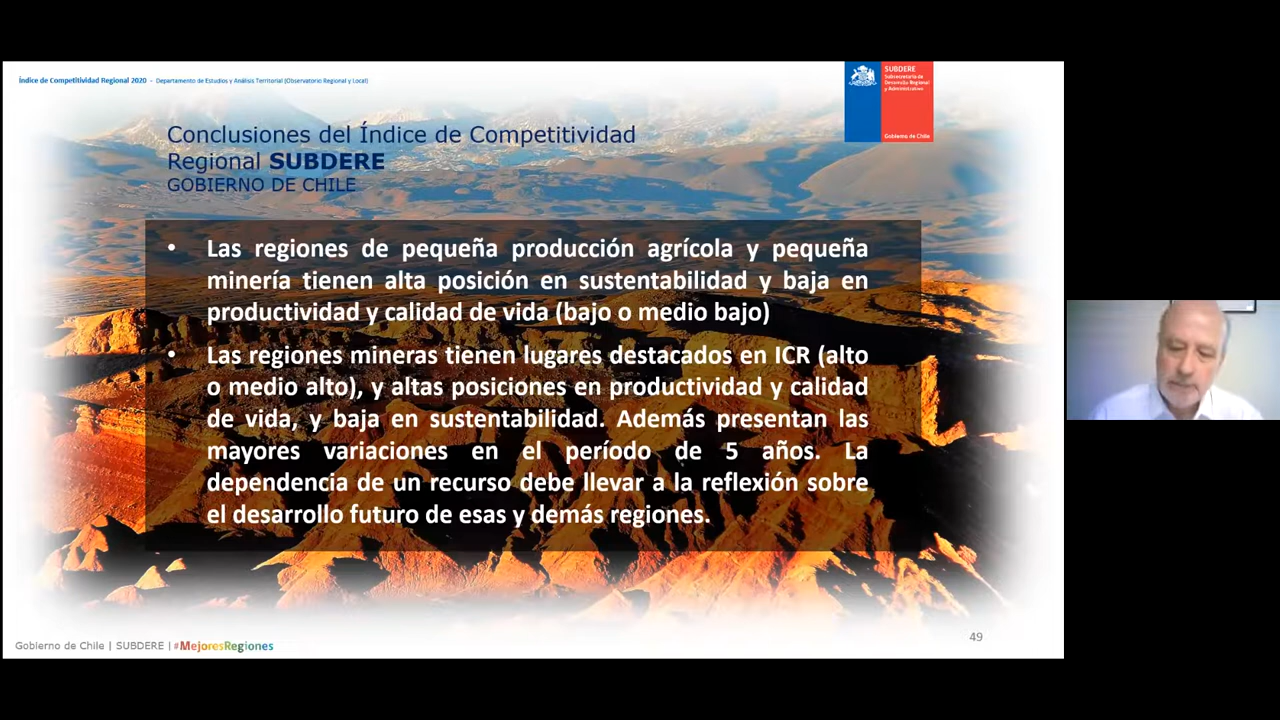 Índice de Competitividad Regional 2020 - Departamento de Estudios y Análisis Territorial (Observatorio Regional y Local)
SUBDERE
Subsecretaría de
Desarrollo Regional
y Administrativo
Gobierno de Chile
Conclusiones del Índice de Competitividad
Regional SUBDERE
GOBIERNO DE CHILE
• Las regiones de pequeña producción agrícola y pequeña
minería tienen alta posición en sustentabilidad y baja en
productividad y calidad de vida (bajo o medio bajo)
• Las regiones mineras tienen lugares destacados en ICR (alto
o medio alto), y altas posiciones en productividad y calidad
de vida, y baja en sustentabilidad. Además presentan las
mayores variaciones en el período de 5 años. La
dependencia de un recurso debe llevar a la reflexión sobre
el desarrollo futuro de esas y demás regiones.
49
Gobierno de Chile | SUBDERE | #MejoresRegiones